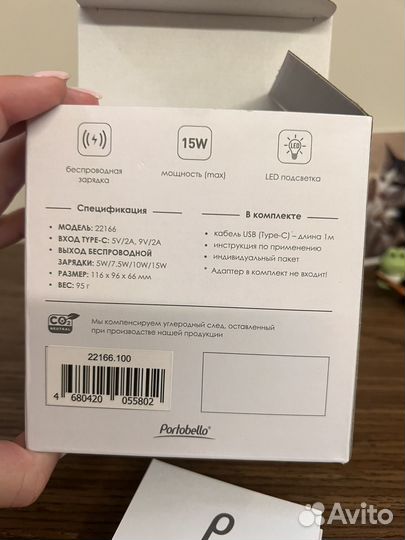 15W
LED
беспроводная
зарядка
мощность (max)
LED подсветка
Спецификация
• МОДЕЛЬ: 22166
• ВХОД TYPE-C: 5V/2A, 9V/2A
• ВЫХОД БЕСПРОВОДНОЙ
ЗАРЯДКИ: 5W/7.5W/10W/15W
• РАЗМЕР: 116 x 96 x 66 мм
• ВЕС: 95 г
В комплекте
• кабель USB (Type-C) – длина 1м
• инструкция по применению
• индивидуальный пакет
• Адаптер в комплект не входит!
CO2
NEUTRAL
Мы компенсируем углеродный след, оставленный
при производстве нашей продукции
22166.100
4 680420 055802
Portobello®
Avito